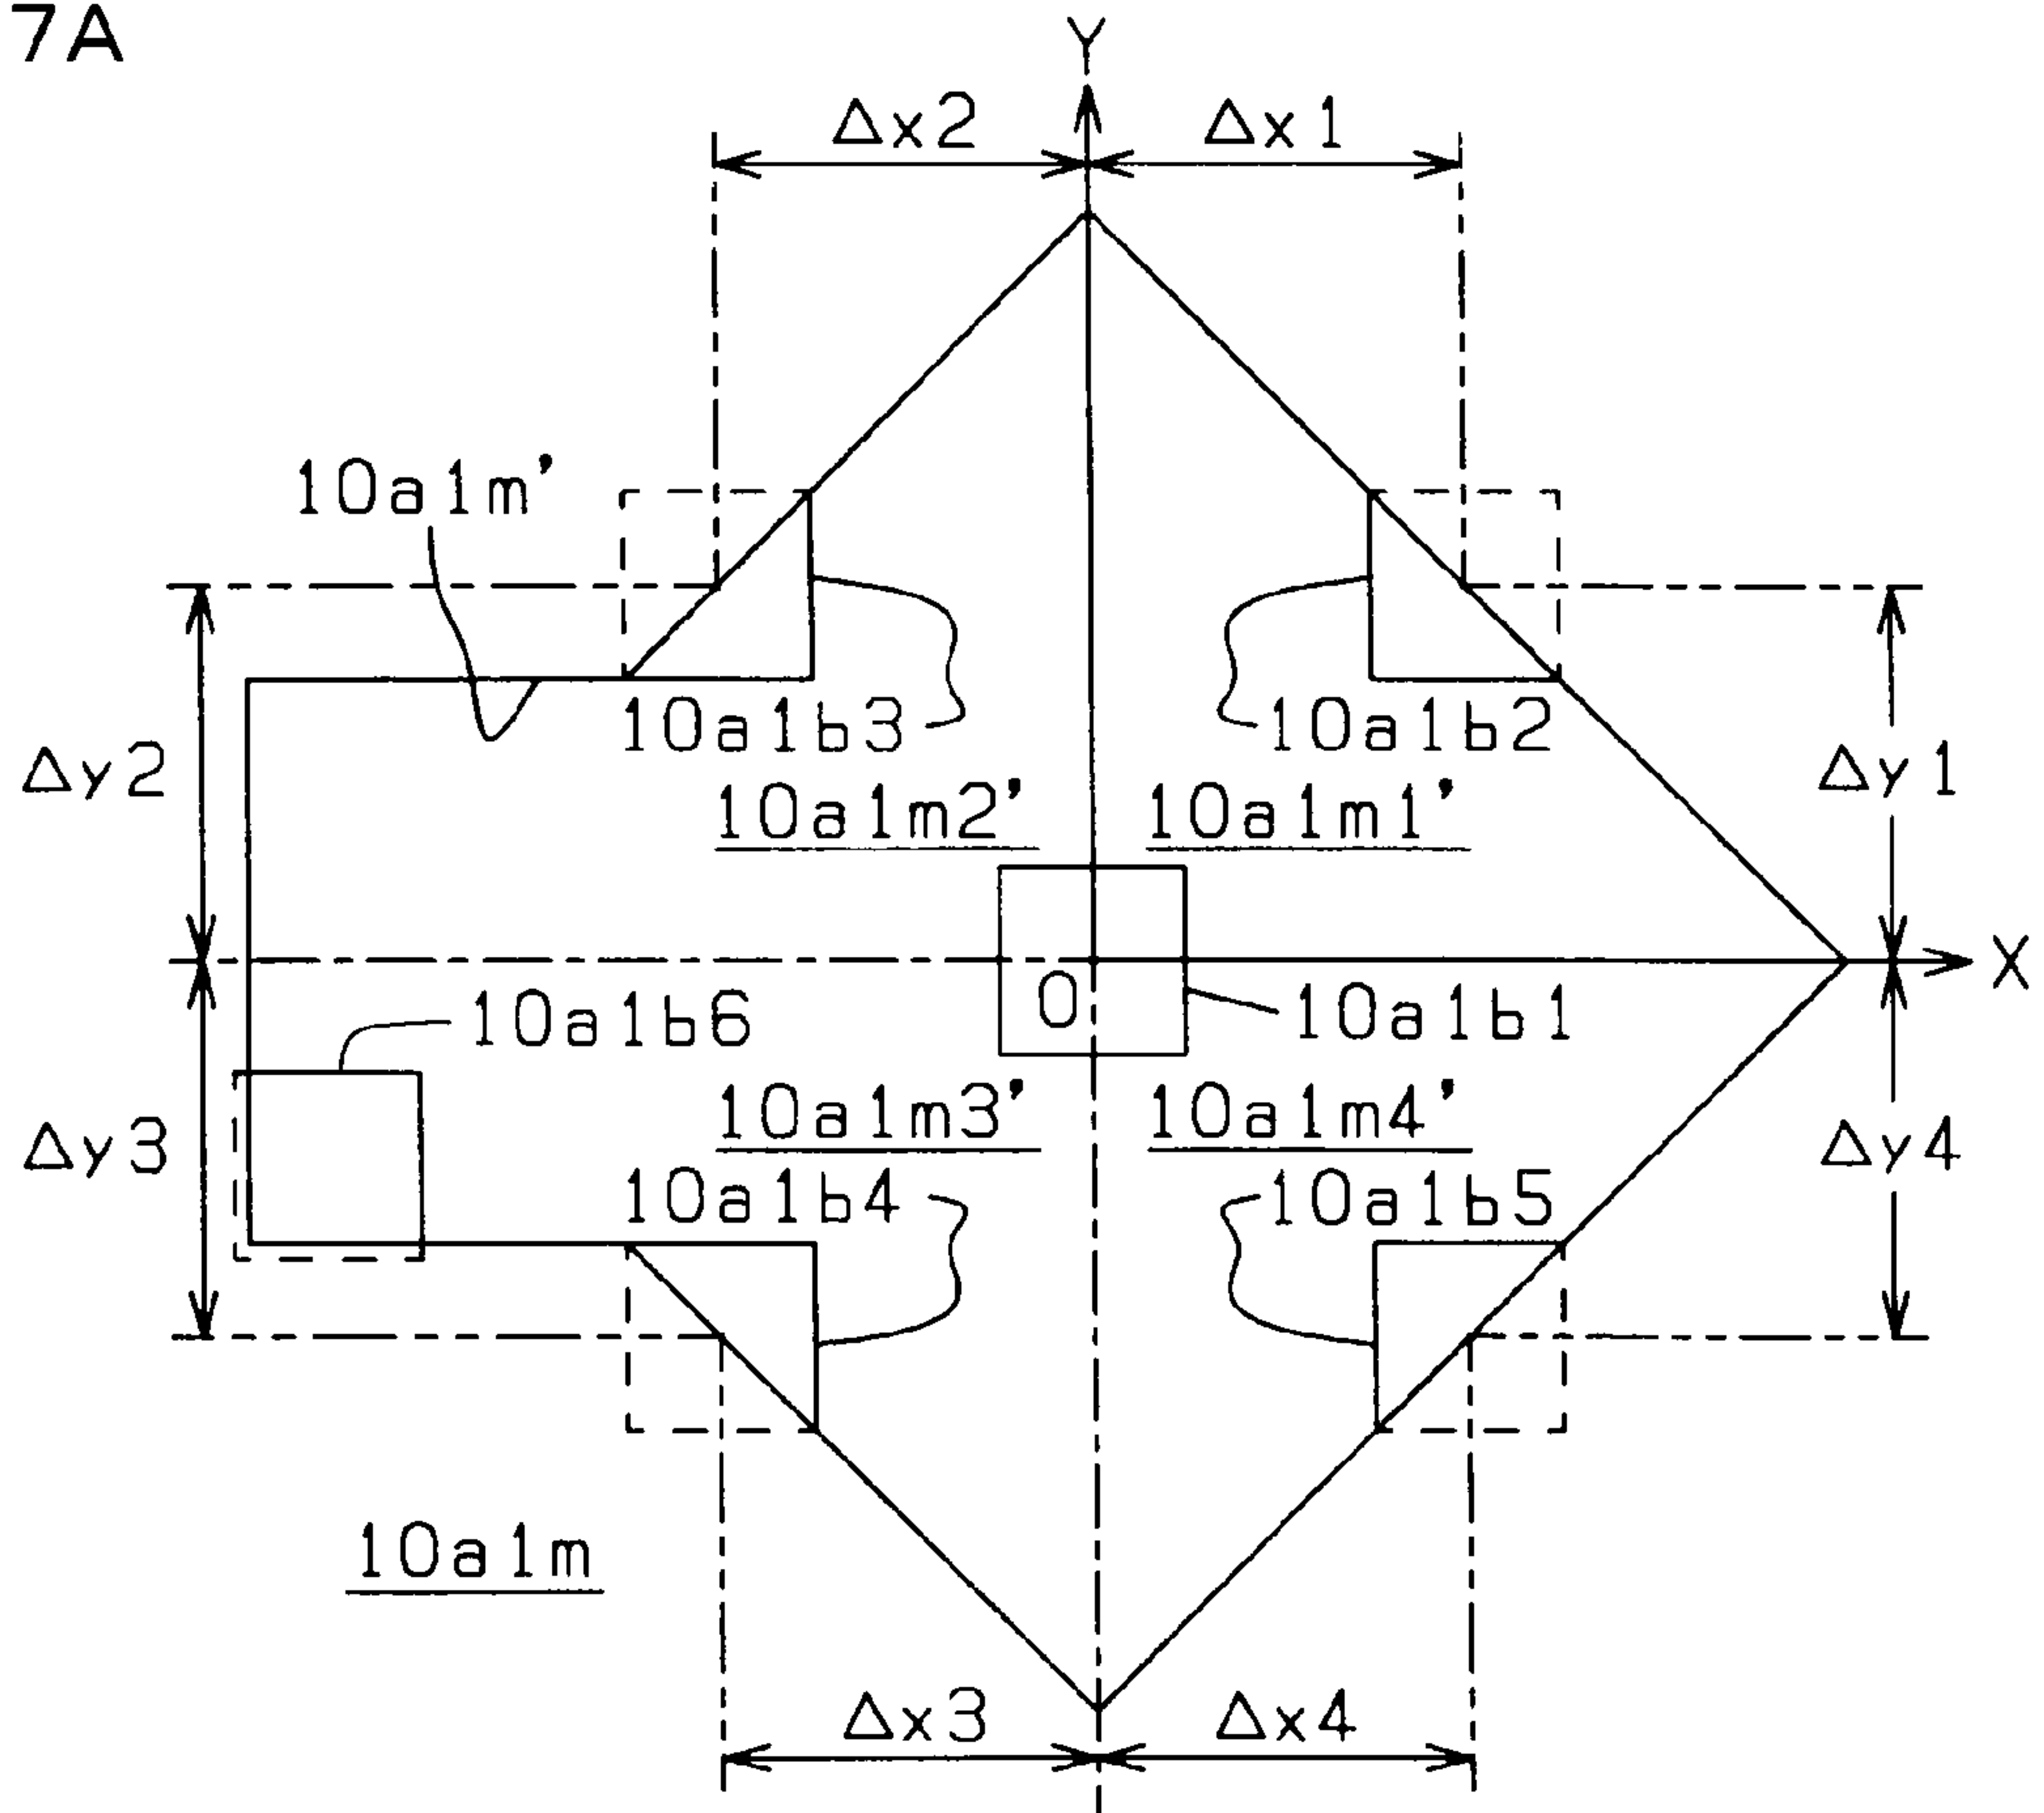 7A
Y
Δx2 Δx1
10a1m'
10a1b3 10a1b2
Δy2 10a1m2' 10a1m1' Δy1
X
O
10a1b6 10a1b1
Δy3 10a1m3' 10a1m4' Δy4
10a1b4 10a1b5
10a1m
Δx3 Δx4